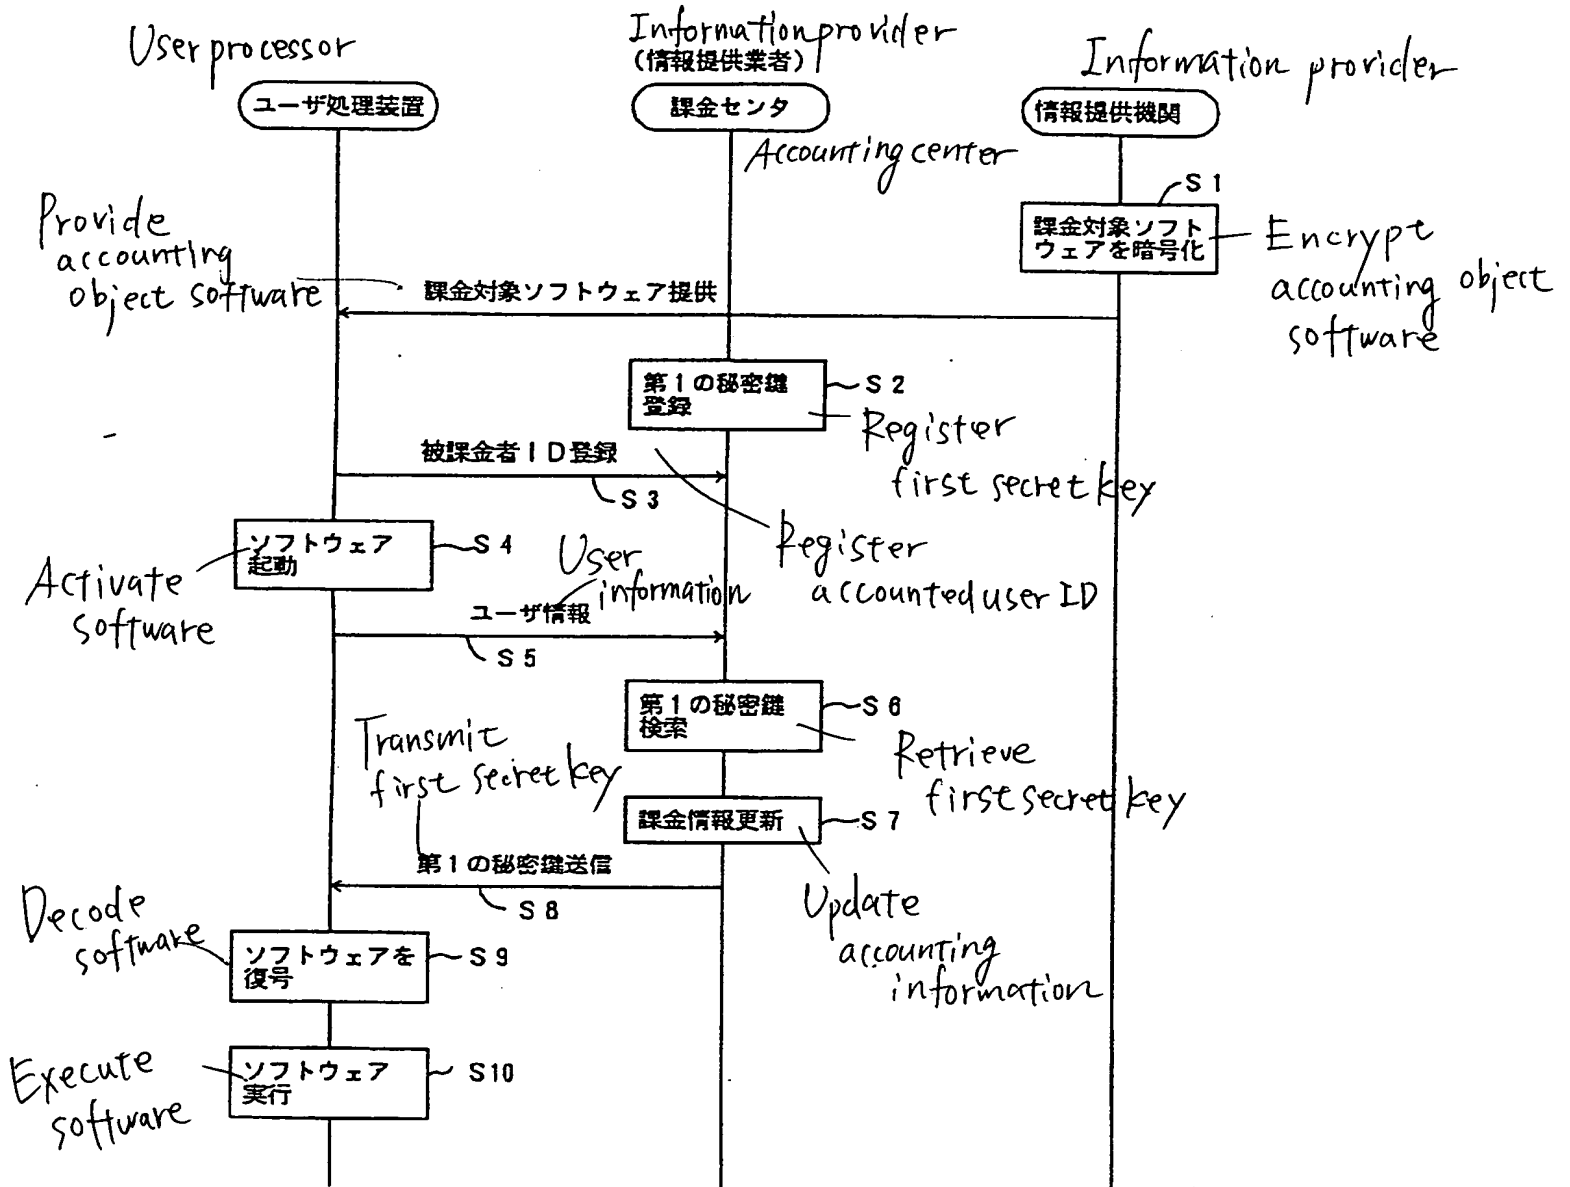 User processor
Information provider
(情報提供業者)
Information provider
ユーザ処理装置
課金センタ
情報提供機関
Accounting center
S1
課金対象ソフト
ウェアを暗号化
Encrypt
accounting object
software
Provide
accounting
object software
課金対象ソフトウェア提供
第1の秘密鍵
登録
S2
Register
first secret key
被課金者ID登録
S3
Register
accounted user ID
ソフトウェア
起動
S4
Activate
software
User
information
ユーザ情報
S5
第1の秘密鍵
検索
S6
Retrieve
first secret key
Transmit
first secret key
課金情報更新
S7
第1の秘密鍵送信
S8
Update
accounting
information
Decode
software
ソフトウェアを
復号
S9
Execute
software
ソフトウェア
実行
S10